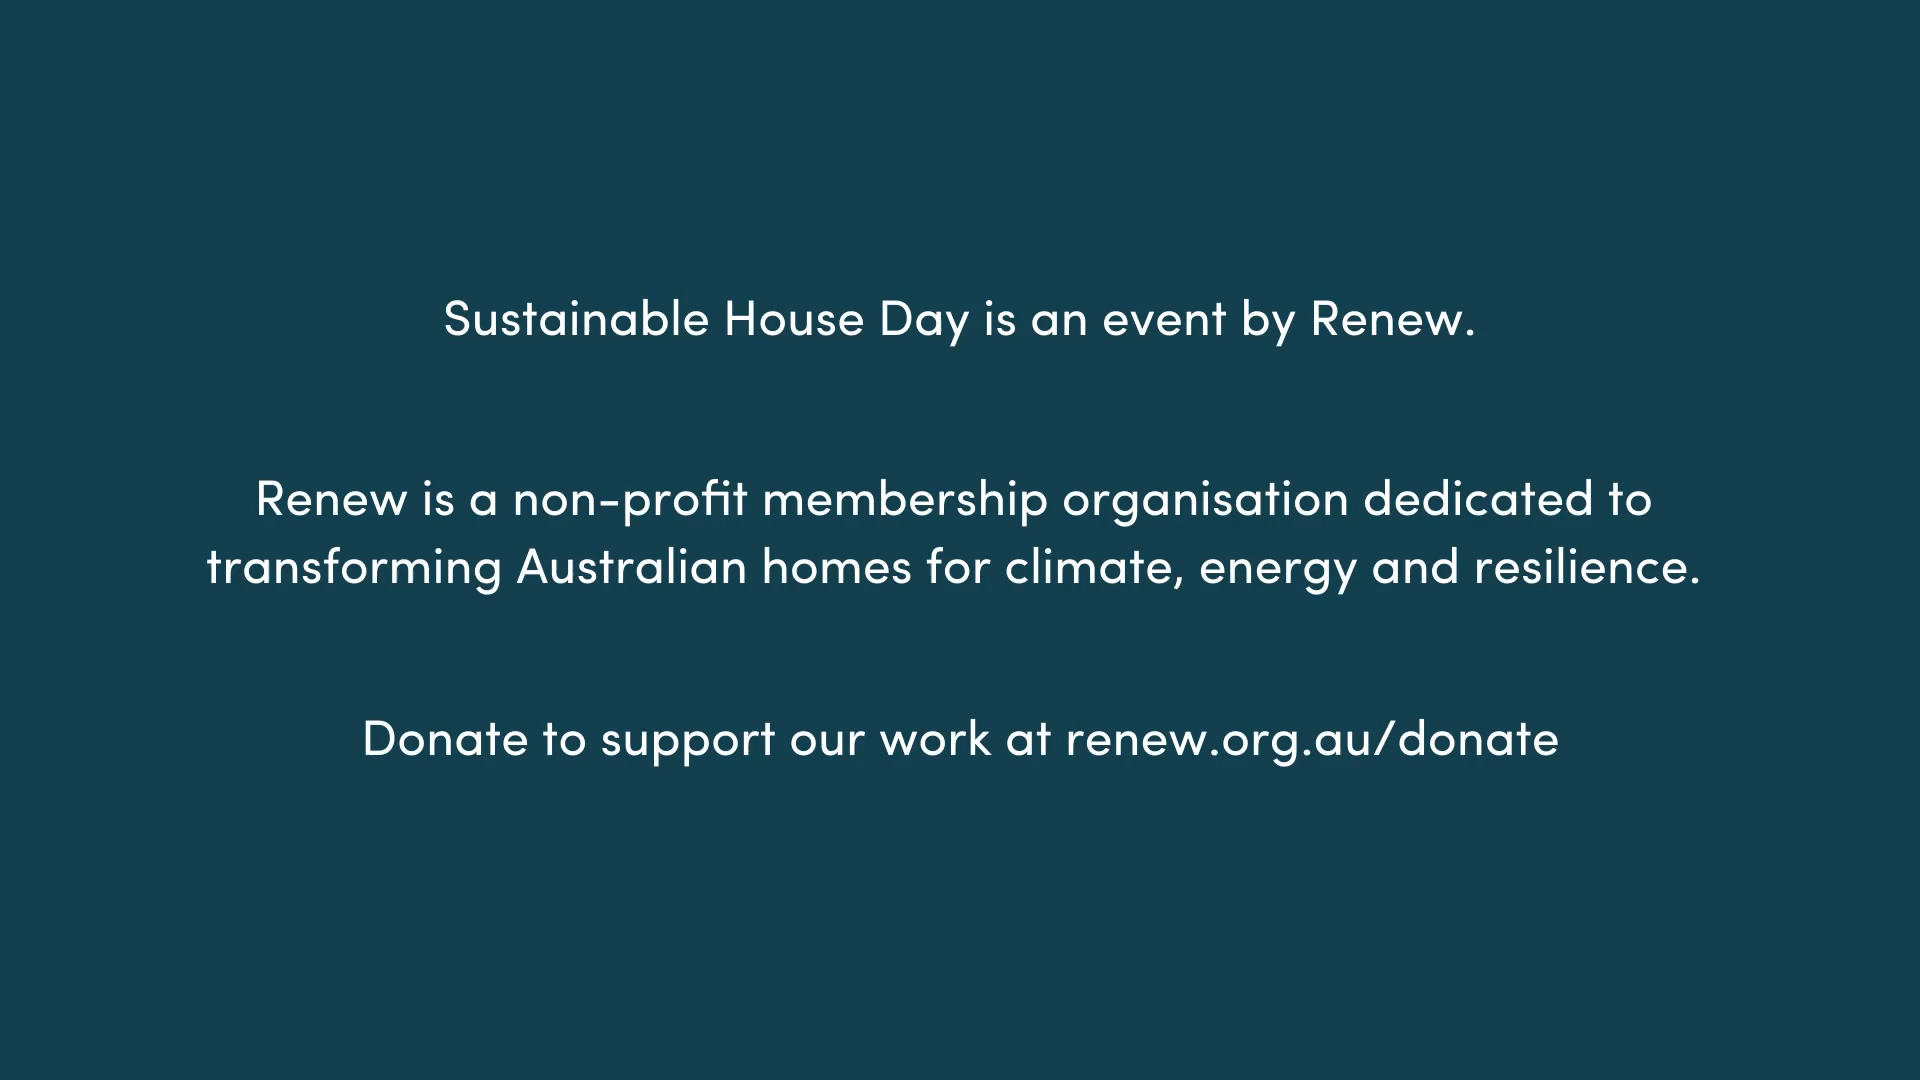 Sustainable House Day is an event by Renew.
Renew is a non-profit membership organisation dedicated to
transforming Australian homes for climate, energy and resilience.
Donate to support our work at renew.org.au/donate